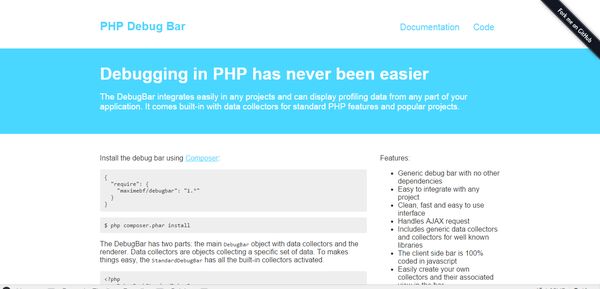 PHP Debug Bar
Documentation
Code
Fork me on GitHub
Debugging in PHP has never been easier
The DebugBar integrates easily in any projects and can display profiling data from any part of your
application. It comes built-in with data collectors for standard PHP features and popular projects.
Install the debug bar using Composer:
{
"require": {
"maximebf/debugbar": "1.*"
}
}
$ php composer.phar install
The DebugBar has two parts: the main DebugBar object with data collectors and the
renderer. Data collectors are objects collecting a specific set of data. To makes
things easy, the StandardDebugBar has all the built-in collectors activated
<?php
Features:
Generic debug bar with no other
dependencies
Easy to integrate with any
project
Clean, fast and easy to use
interface
Handles AJAX request
Includes generic data collectors
and collectors for well known
libraries
The client side bar is 100%
coded in javascript
Easily create your own
collectors and their associated
view in the bar